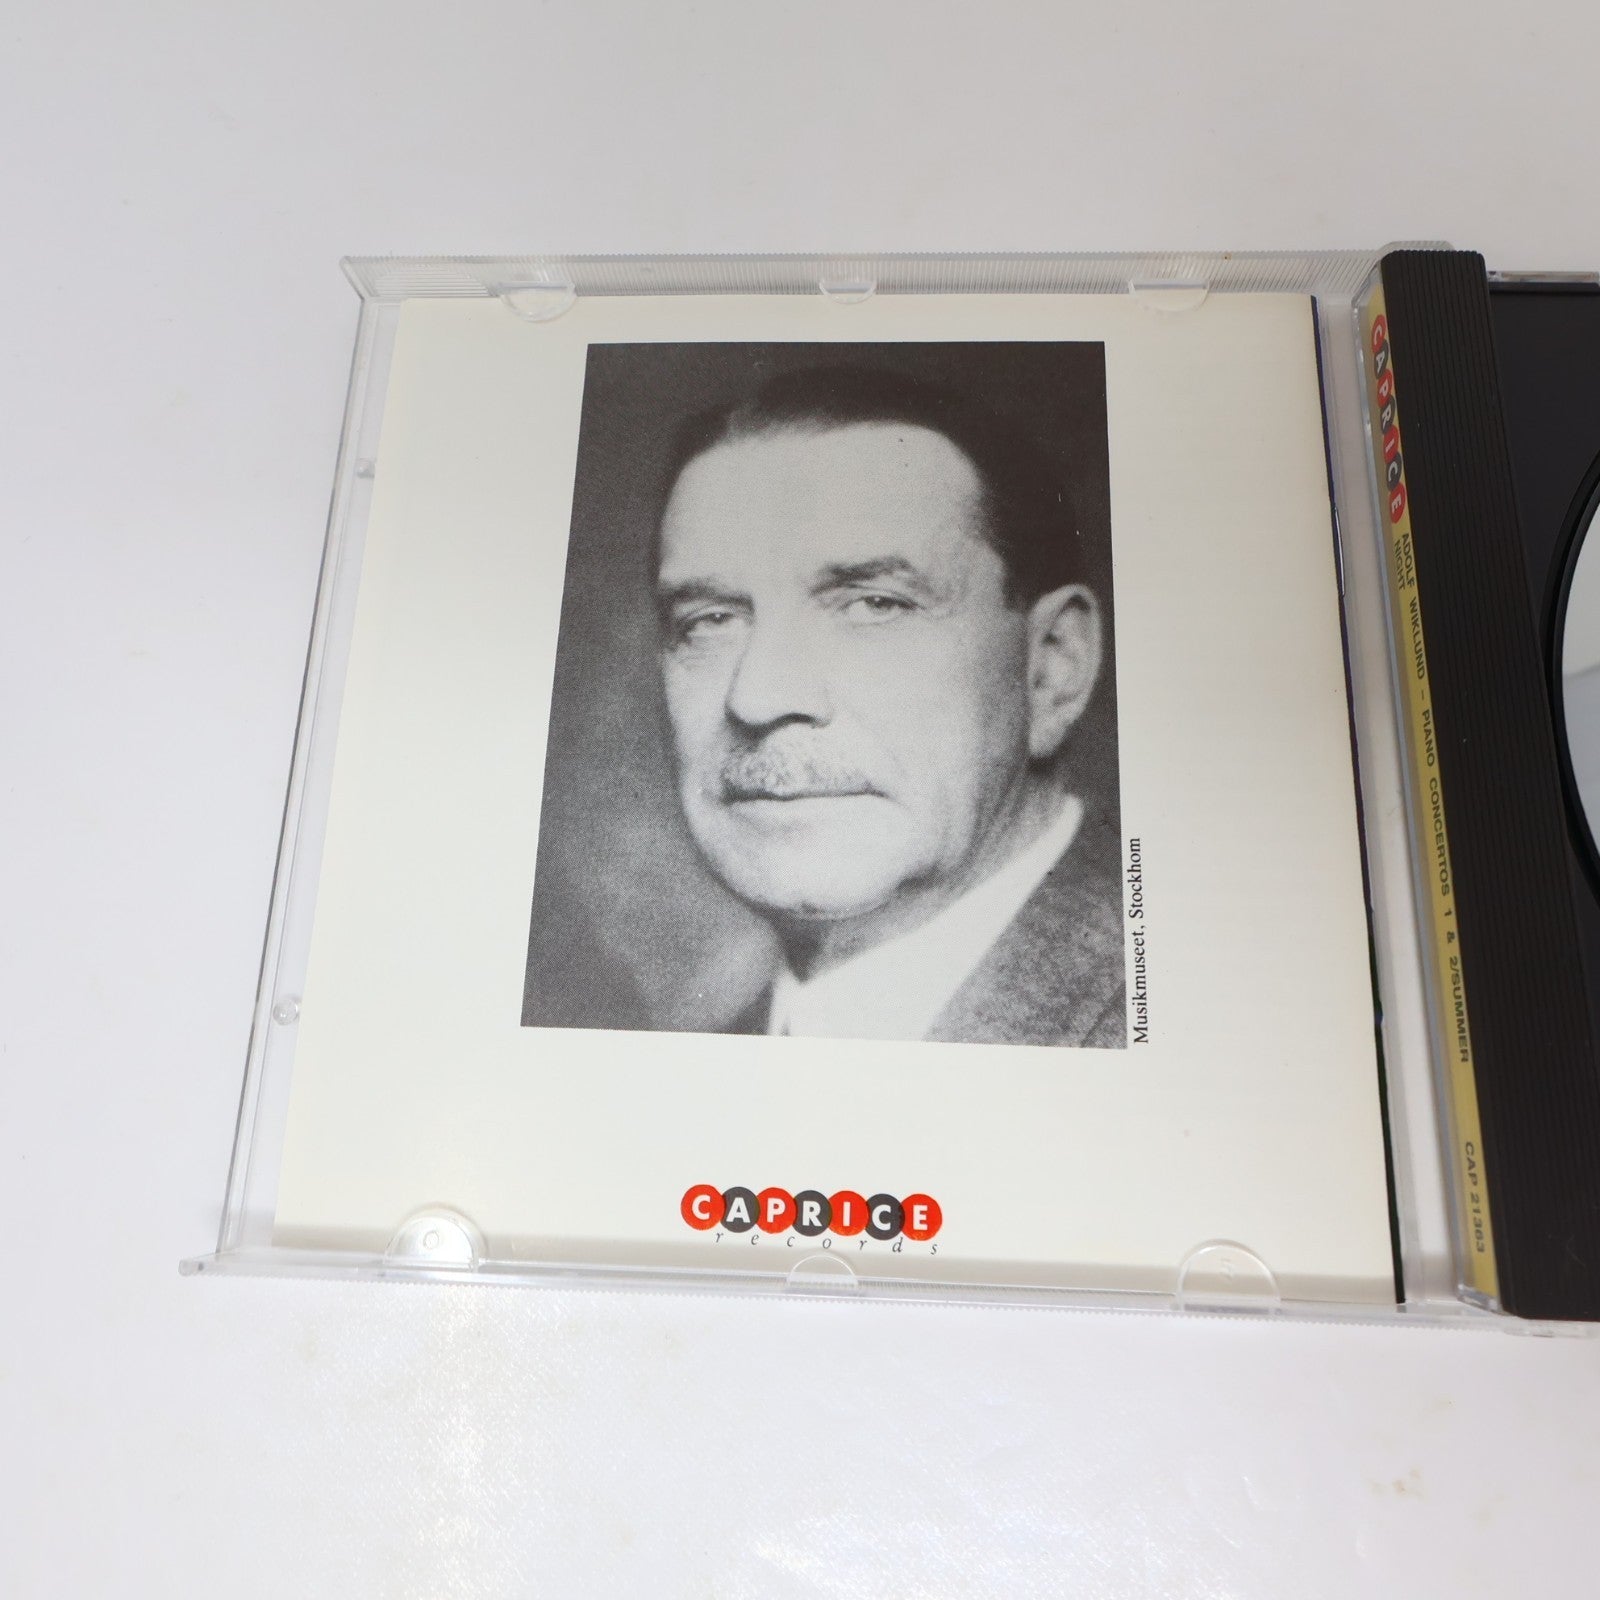 Musikmuseet, Stockhom
CAPRICE
records
CAPRICE
ADOLF WIKLUND – PIANO CONCERTOS 1 & 2/SUMMER
NIGHT
CAP 21363